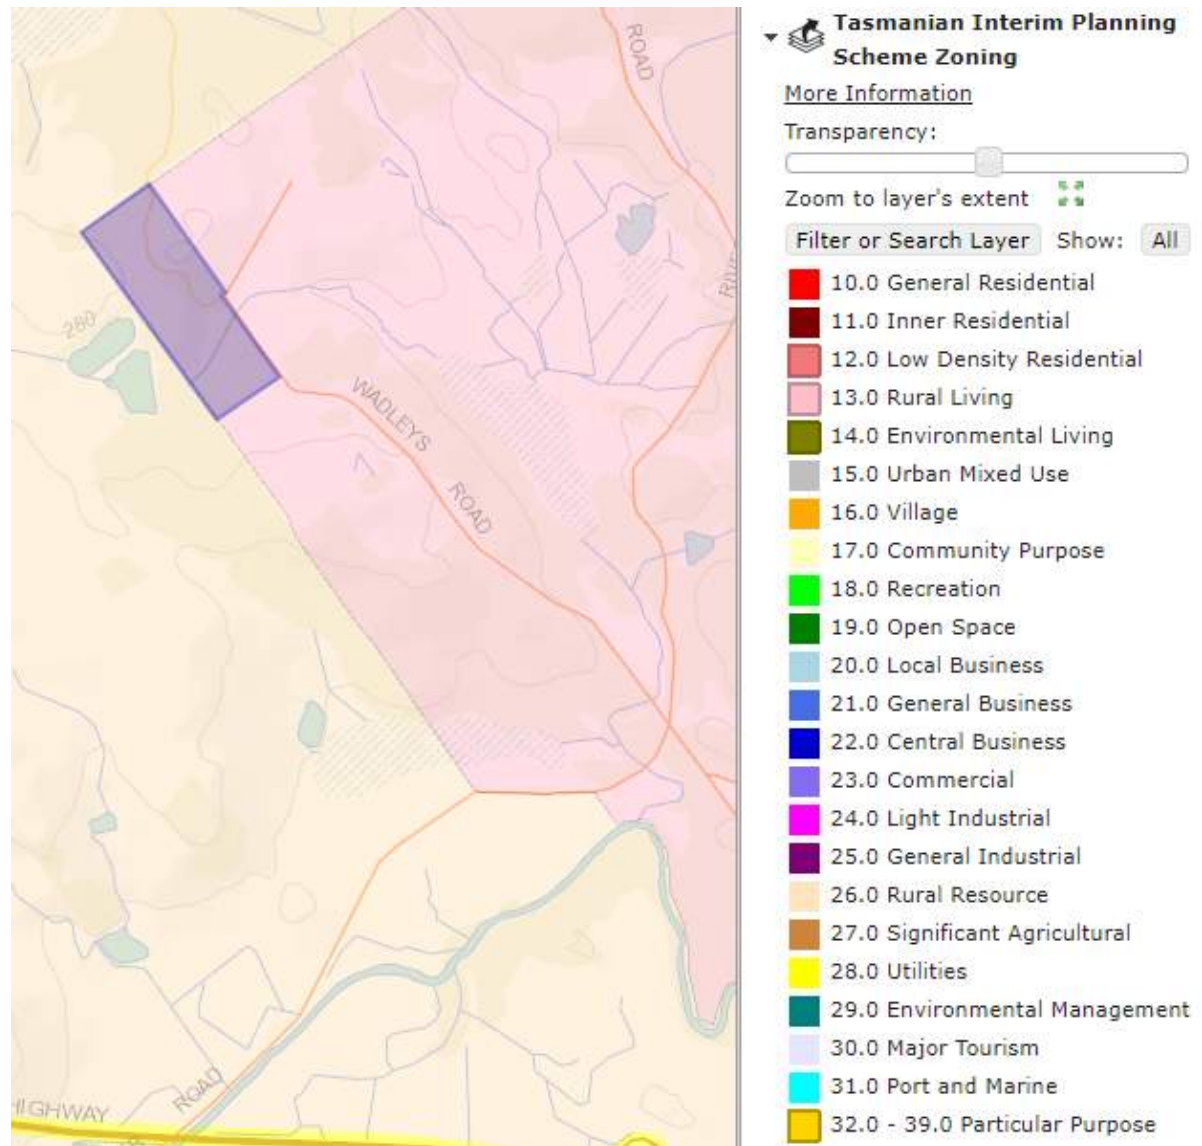 ROAD
RIVE
280
WADLEYS
ROAD
HIGHWAY
ROAD
Tasmanian Interim Planning
Scheme Zoning
More Information
Transparency:
Zoom to layer's extent
Filter or Search Layer Show: All
10.0 General Residential
11.0 Inner Residential
12.0 Low Density Residential
13.0 Rural Living
14.0 Environmental Living
15.0 Urban Mixed Use
16.0 Village
17.0 Community Purpose
18.0 Recreation
19.0 Open Space
20.0 Local Business
21.0 General Business
22.0 Central Business
23.0 Commercial
24.0 Light Industrial
25.0 General Industrial
26.0 Rural Resource
27.0 Significant Agricultural
28.0 Utilities
29.0 Environmental Management
30.0 Major Tourism
31.0 Port and Marine
32.0 - 39.0 Particular Purpose